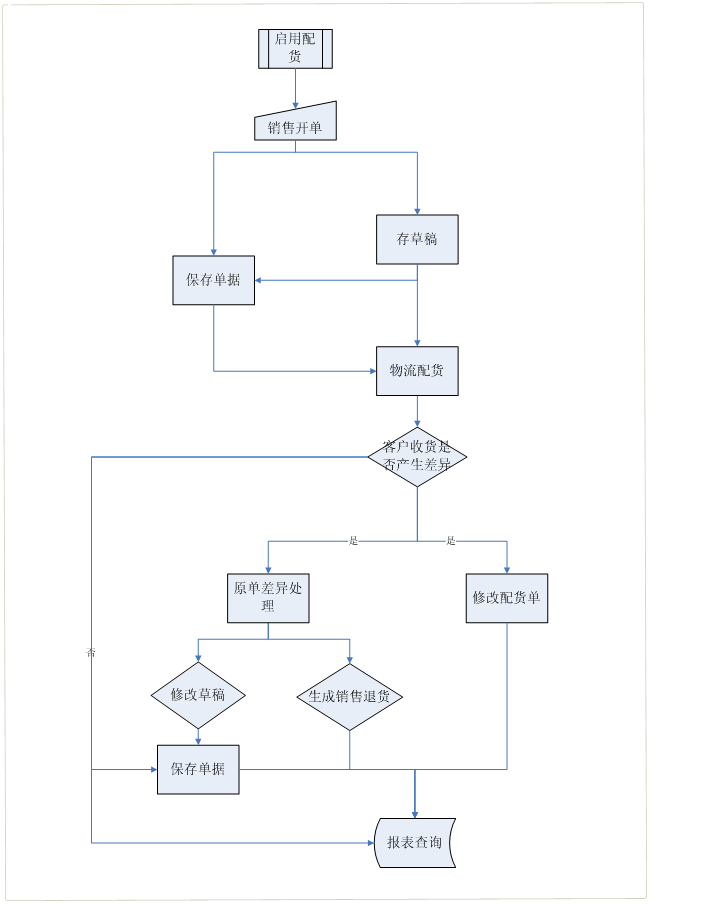 启用配
货
销售开单
存草稿
保存单据
物流配货
客户收货是
否产生差异
是
是
原单差异处
理
修改配货单
否
修改草稿
生成销售退货
保存单据
报表查询